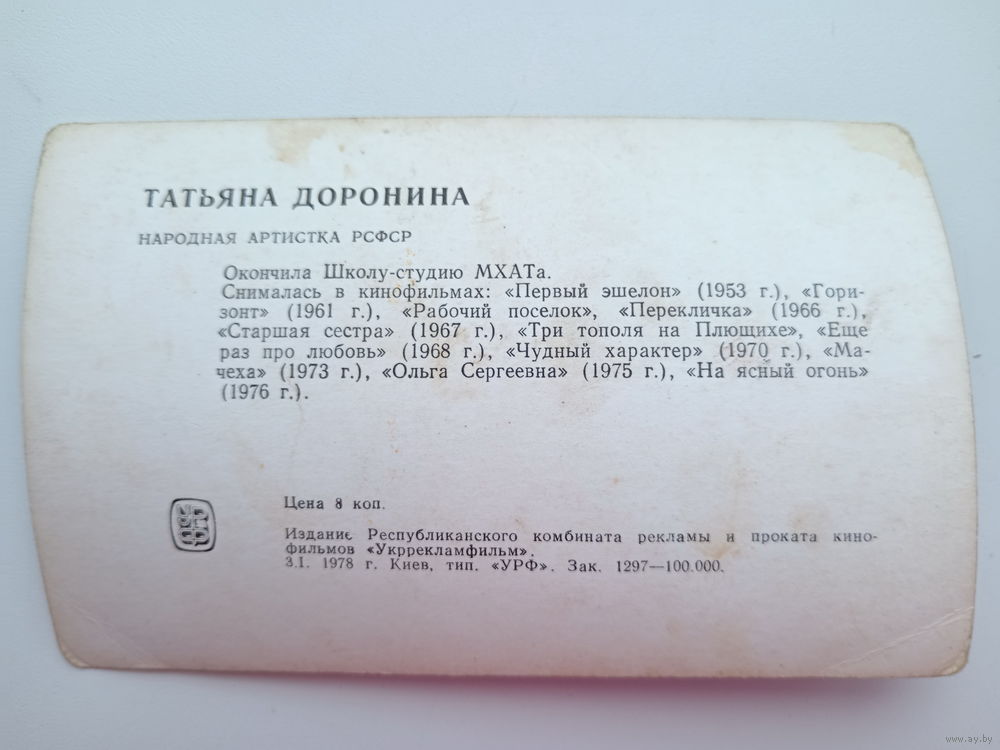 ТАТЬЯНА ДОРОНИНА
НАРОДНАЯ АРТИСТКА РСФСР
Окончила Школу-студию МХАТа.
Снималась в кинофильмах: «Первый эшелон» (1953 г.), «Гори-
зонт» (1961 г.), «Рабочий поселок», «Перекличка» (1966 г.),
«Старшая сестра» (1967 г.), «Три тополя на Плющихе», «Еще
раз про любовь» (1968 г.), «Чудный характер» (1970 г.), «Ма-
чеха» (1973 г.), «Ольга Сергеевна» (1975 г.), «На ясный огонь»
(1976 г.).
Цена 8 коп.
Издание Республиканского комбината рекламы и проката кино-
фильмов «Укррекламфильм».
3.I. 1978 г. Киев, тип. «УРФ». Зак. 1297—100.000.
www.ay.by